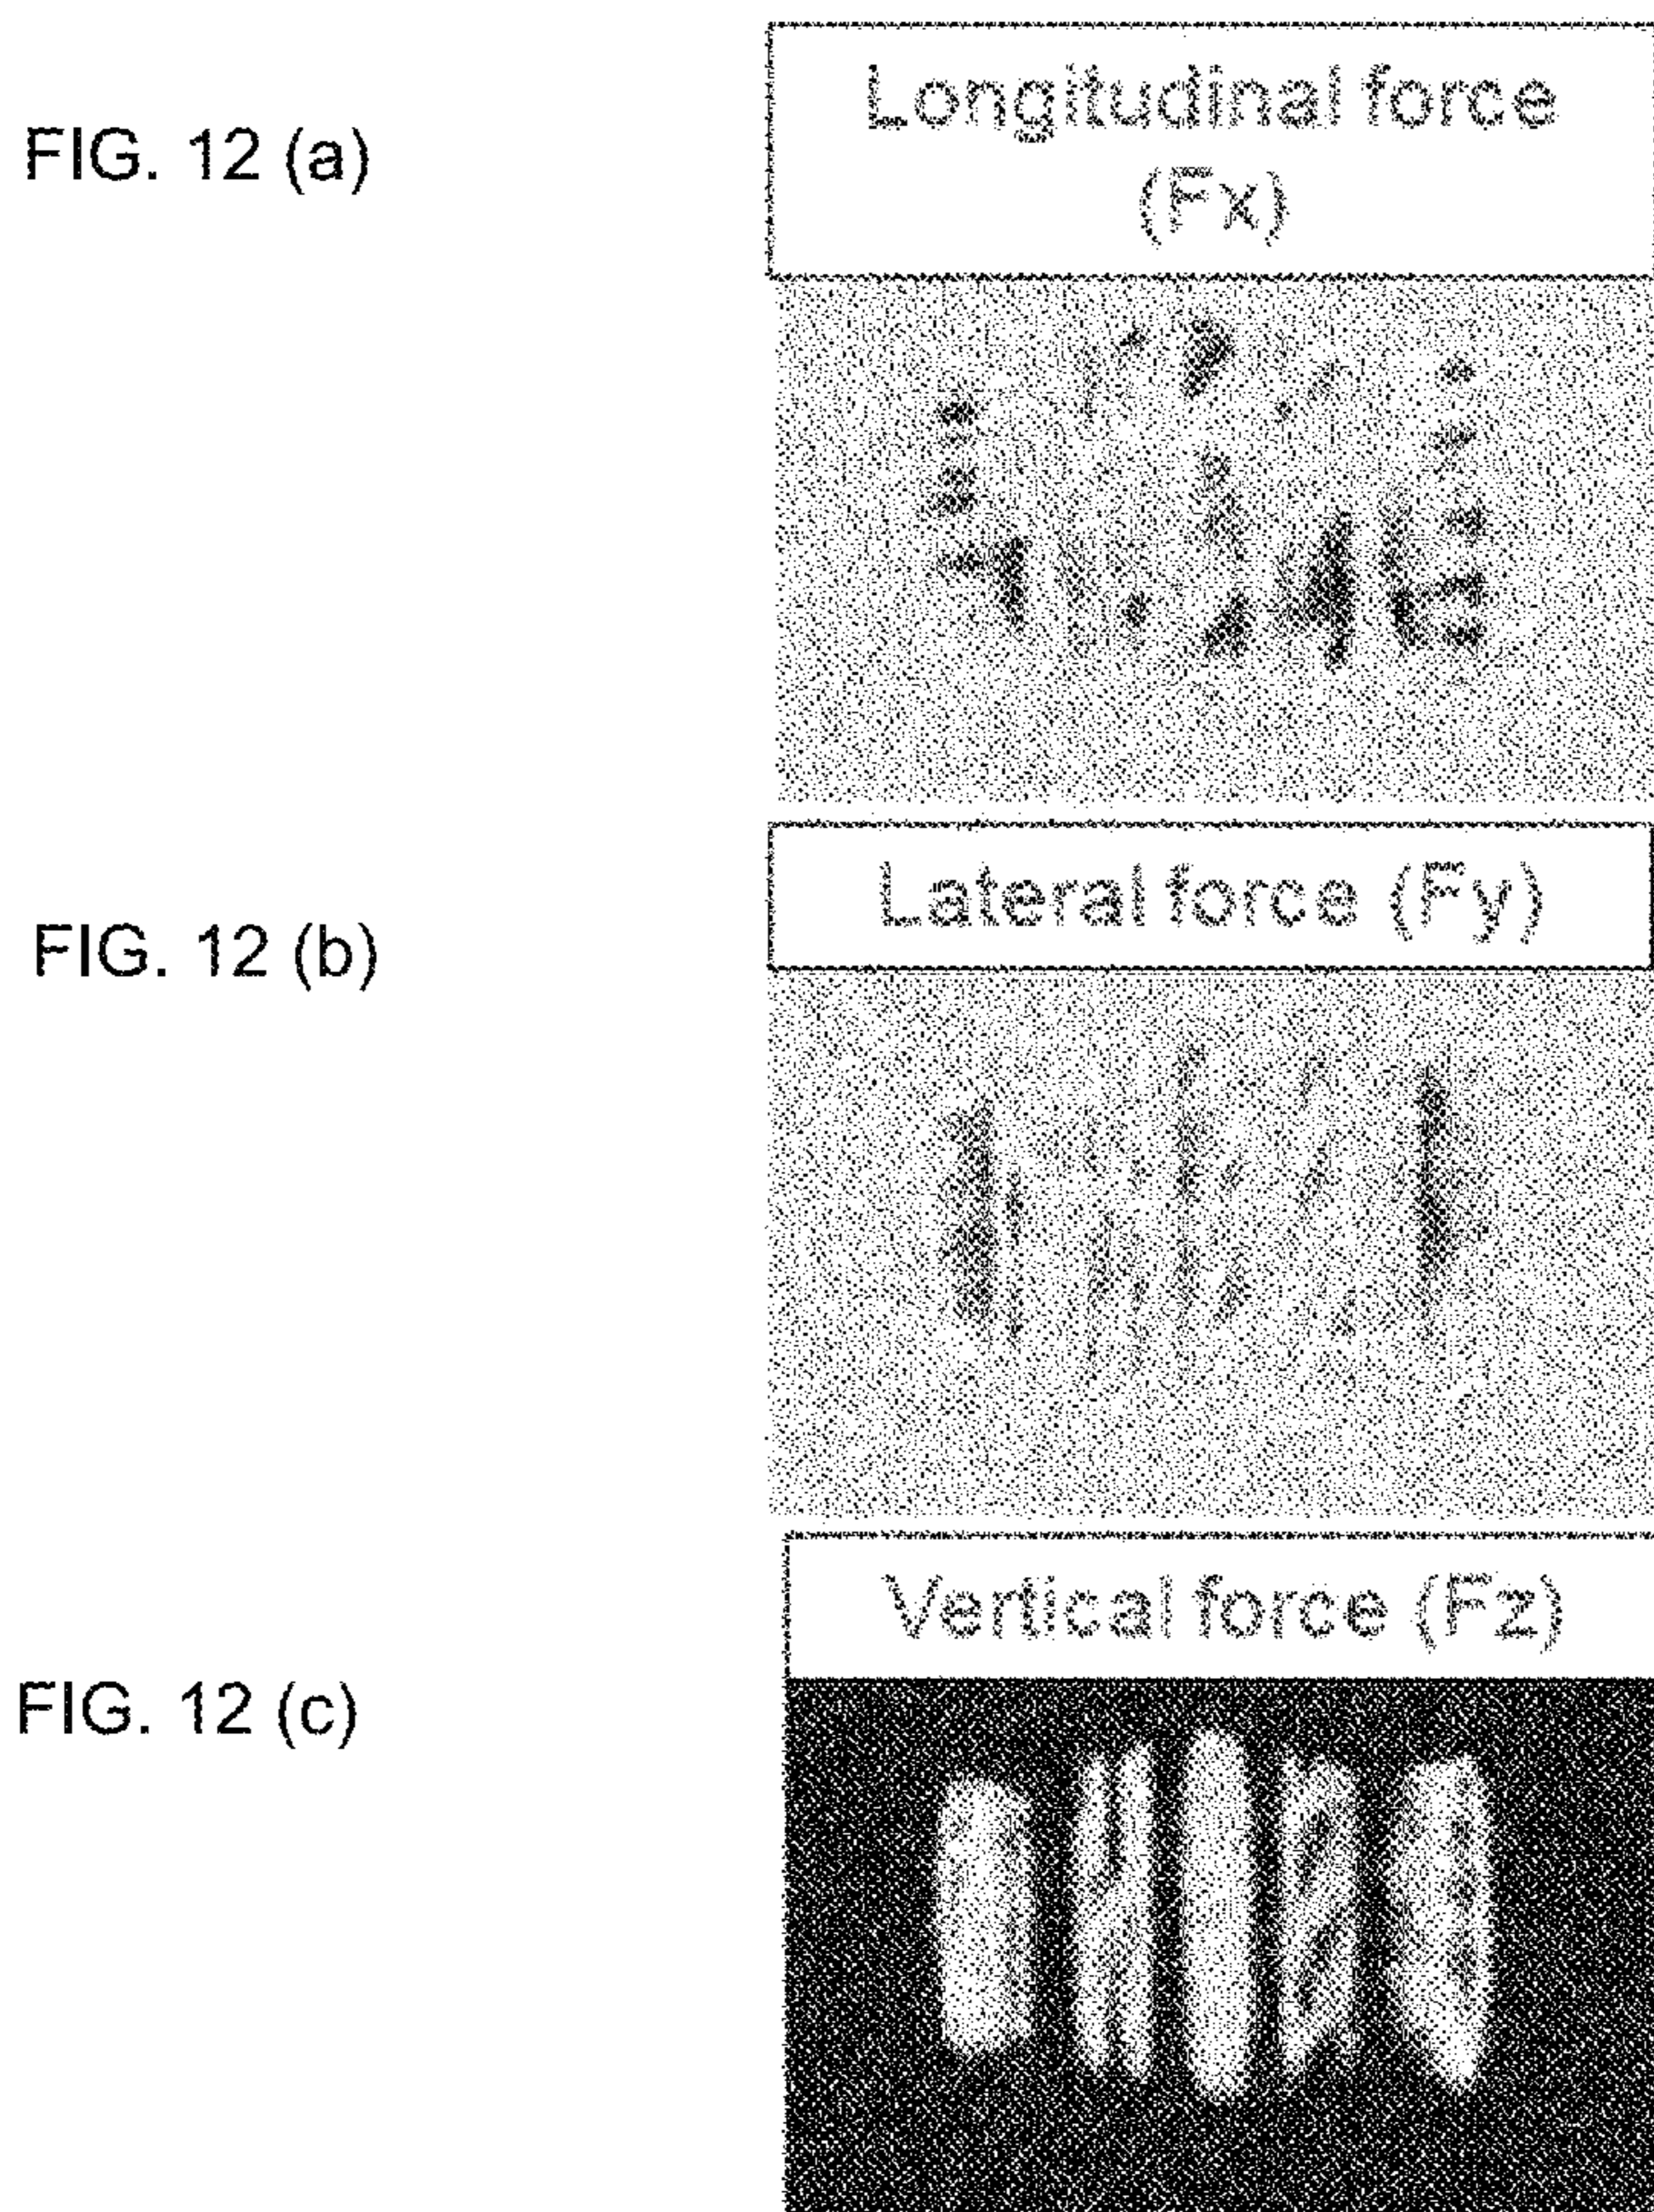 FIG. 12 (a)
Longitudinal force
(Fx)
FIG. 12 (b)
Lateral force (Fy)
FIG. 12 (c)
Vertical force (Fz)